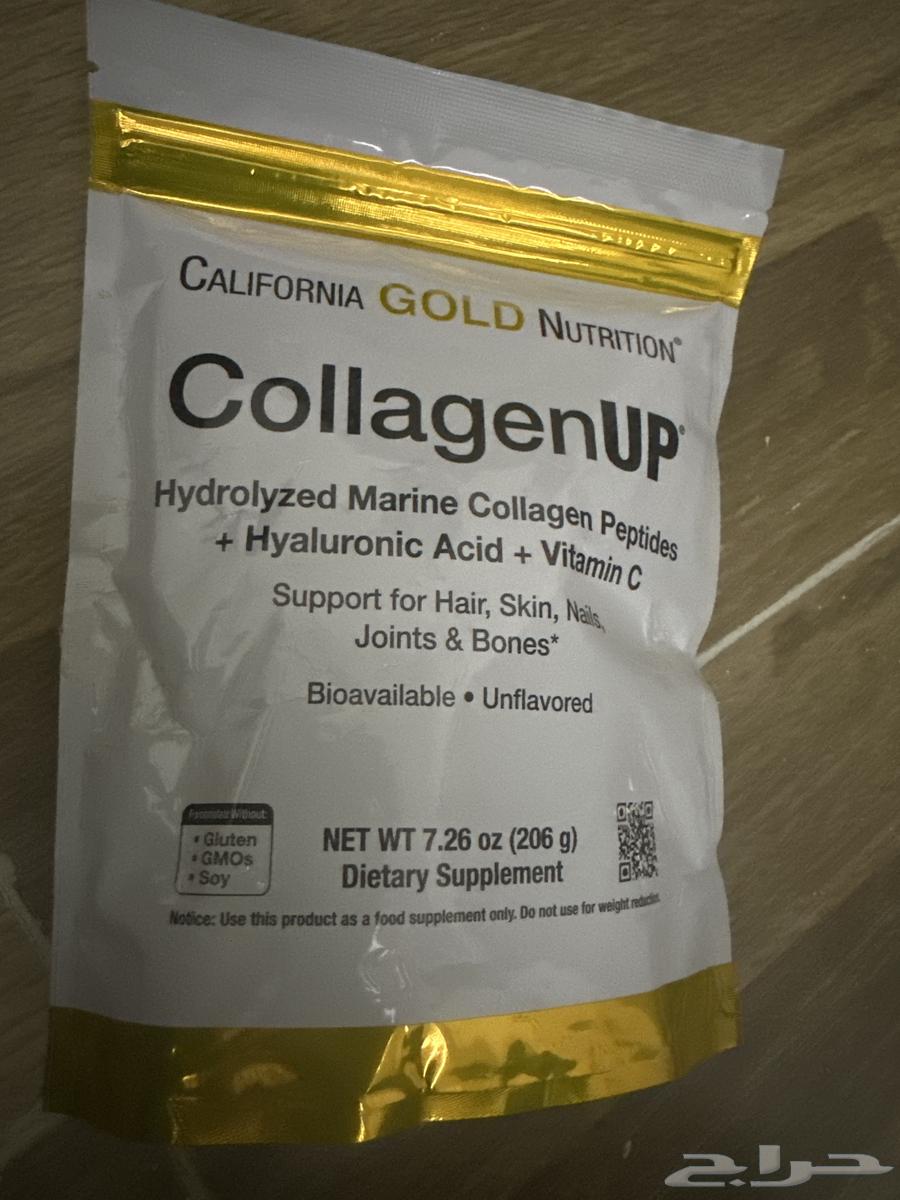 CALIFORNIA GOLD NUTRITION®
CollagenUP®
Hydrolyzed Marine Collagen Peptides
+ Hyaluronic Acid + Vitamin C
Support for Hair, Skin, Nails,
Joints & Bones*
Bioavailable • Unflavored
Formulated Without:
• Gluten
• GMOs
• Soy
NET WT 7.26 oz (206 g)
Dietary Supplement
Notice: Use this product as a food supplement only. Do not use for weight reduction.
حراج